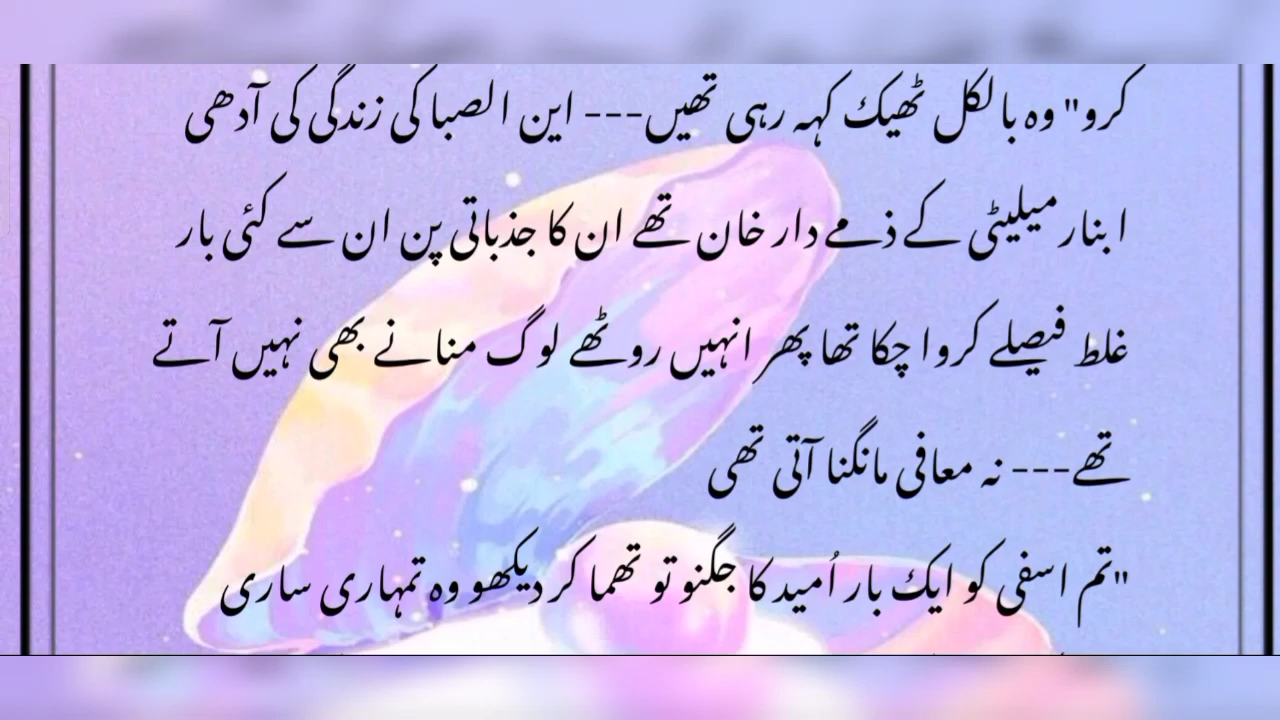 کرو" وہ بالکل ٹھیک کہہ رہی تھیں--- این الصبا کی زندگی کی آدھی
ابنارمیلیٹی کے ذمے دار خان تھے ان کا جذباتی پن ان سے کئی بار
غلط فیصلے کروا چکا تھا پھر انہیں روٹھے لوگ منانے بھی نہیں آتے
تھے--- نہ معافی مانگنا آتی تھی
"تم اسفی کو ایک بار اُمید کا جگنو تو تھما کر دیکھو وہ تمہاری ساری